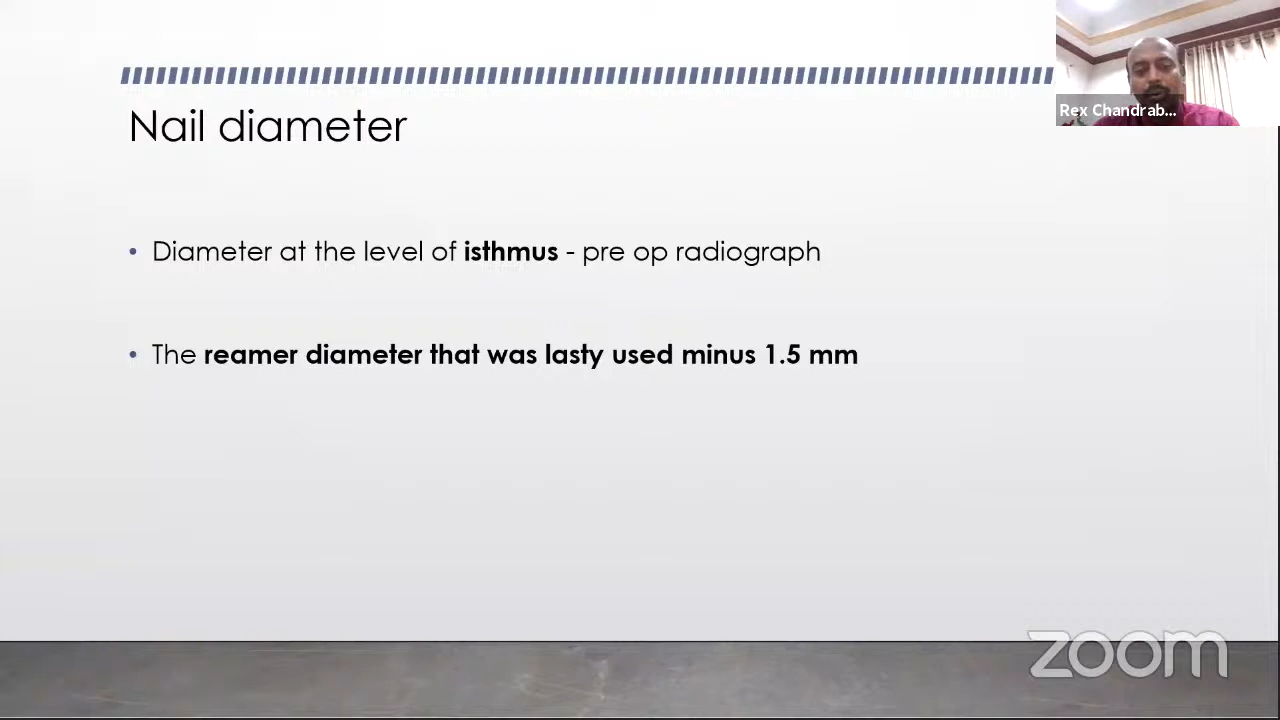 Rex Chandrab...
Nail diameter
• Diameter at the level of isthmus - pre op radiograph
• The reamer diameter that was lasty used minus 1.5 mm
zoom